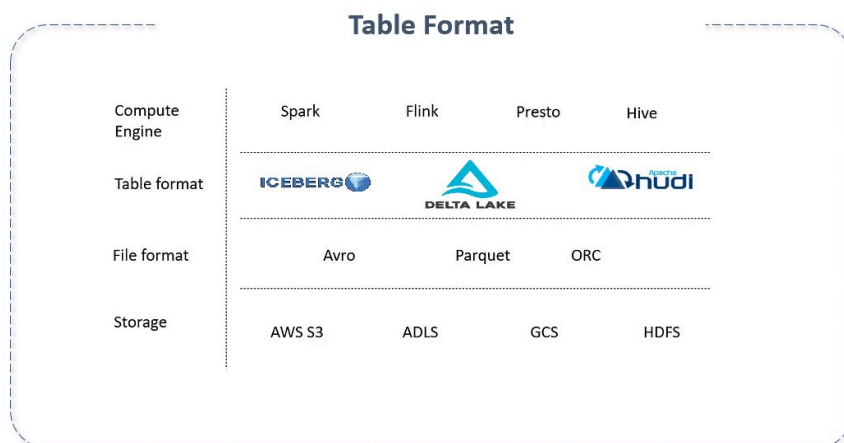 Table Format
Compute Engine
Spark Flink Presto Hive
Table format
ICEBERG DELTA LAKE Apache hudi
File format
Avro Parquet ORC
Storage
AWS S3 ADLS GCS HDFS